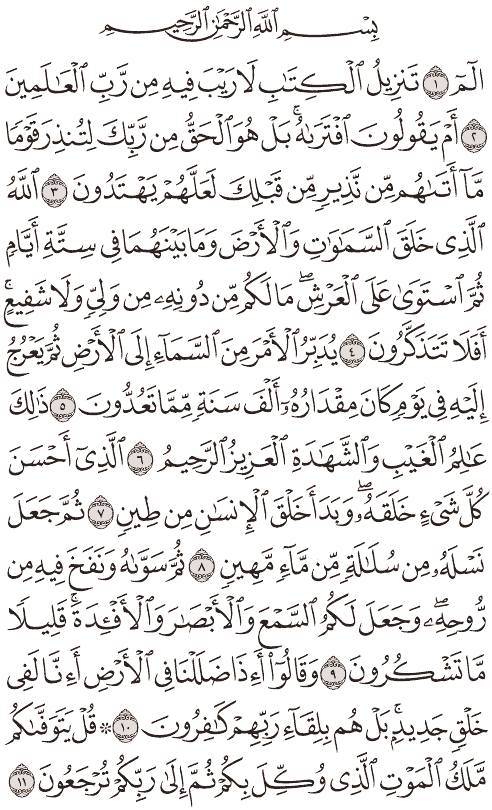 بِسْمِ ٱللَّهِ ٱلرَّحْمَٰنِ ٱلرَّحِيمِ
الٓمٓ ١ تَنزِيلُ ٱلْكِتَٰبِ لَا رَيْبَ فِيهِ مِن رَّبِّ ٱلْعَٰلَمِينَ
٢ أَمْ يَقُولُونَ ٱفْتَرَىٰهُ ۚ بَلْ هُوَ ٱلْحَقُّ مِن رَّبِّكَ لِتُنذِرَ قَوْمًا
مَّآ أَتَىٰهُم مِّن نَّذِيرٍ مِّن قَبْلِكَ لَعَلَّهُمْ يَهْتَدُونَ ٣ ٱللَّهُ
ٱلَّذِى خَلَقَ ٱلسَّمَٰوَٰتِ وَٱلْأَرْضَ وَمَا بَيْنَهُمَا فِى سِتَّةِ أَيَّامٍ
ثُمَّ ٱسْتَوَىٰ عَلَى ٱلْعَرْشِ ۖ مَا لَكُم مِّن دُونِهِۦ مِن وَلِىٍّ وَلَا شَفِيعٍ ۚ
أَفَلَا تَتَذَكَّرُونَ ٤ يُدَبِّرُ ٱلْأَمْرَ مِنَ ٱلسَّمَآءِ إِلَى ٱلْأَرْضِ ثُمَّ يَعْرُجُ
إِلَيْهِ فِى يَوْمٍ كَانَ مِقْدَارُهُۥٓ أَلْفَ سَنَةٍ مِّمَّا تَعُدُّونَ ٥ ذَٰلِكَ
عَٰلِمُ ٱلْغَيْبِ وَٱلشَّهَٰدَةِ ٱلْعَزِيزُ ٱلرَّحِيمُ ٦ ٱلَّذِىٓ أَحْسَنَ
كُلَّ شَىْءٍ خَلَقَهُۥ ۖ وَبَدَأَ خَلْقَ ٱلْإِنسَٰنِ مِن طِينٍ ٧ ثُمَّ جَعَلَ
نَسْلَهُۥ مِن سُلَٰلَةٍ مِّن مَّآءٍ مَّهِينٍ ٨ ثُمَّ سَوَّىٰهُ وَنَفَخَ فِيهِ مِن
رُّوحِهِۦ ۖ وَجَعَلَ لَكُمُ ٱلسَّمْعَ وَٱلْأَبْصَٰرَ وَٱلْأَفْـِٔدَةَ ۚ قَلِيلًا
مَّا تَشْكُرُونَ ٩ وَقَالُوٓا۟ أَءِذَا ضَلَلْنَا فِى ٱلْأَرْضِ أَءِنَّا لَفِى
خَلْقٍ جَدِيدٍۭ ۚ بَلْ هُم بِلِقَآءِ رَبِّهِمْ كَٰفِرُونَ ١٠ ۞ قُلْ يَتَوَفَّىٰكُم
مَّلَكُ ٱلْمَوْتِ ٱلَّذِى وُكِّلَ بِكُمْ ثُمَّ إِلَىٰ رَبِّكُمْ تُرْجَعُونَ ١١